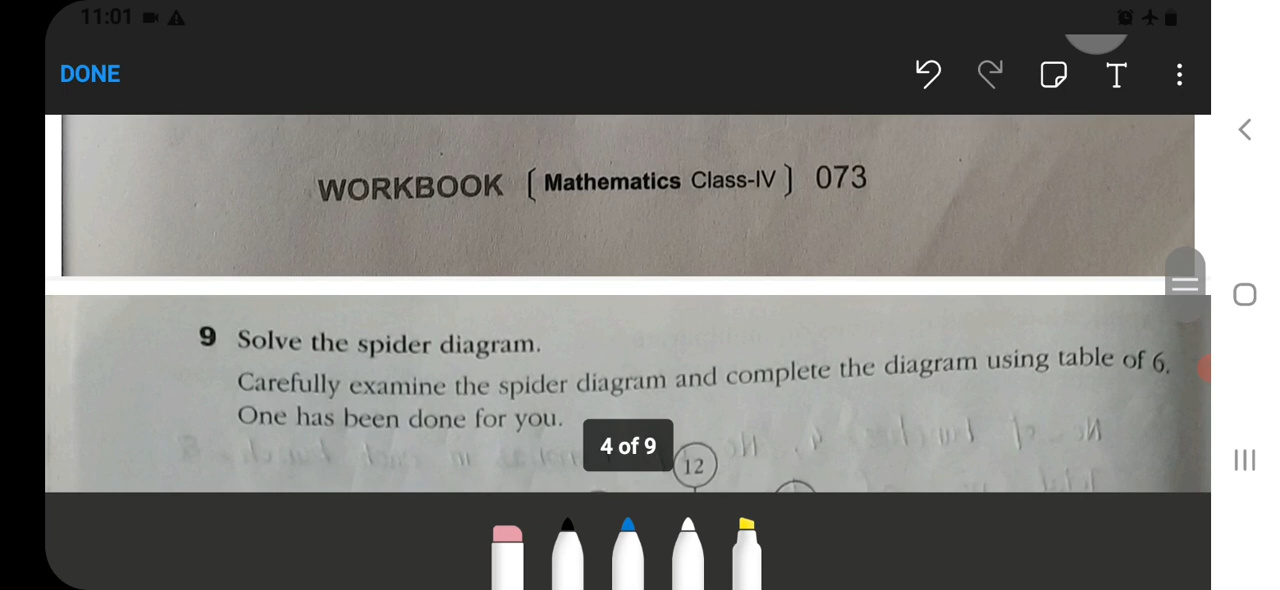 11:01
DONE
T
WORKBOOK [Mathematics Class-IV] 073
9 Solve the spider diagram.
Carefully examine the spider diagram and complete the diagram using table of 6.
One has been done for you.
4 of 9
12